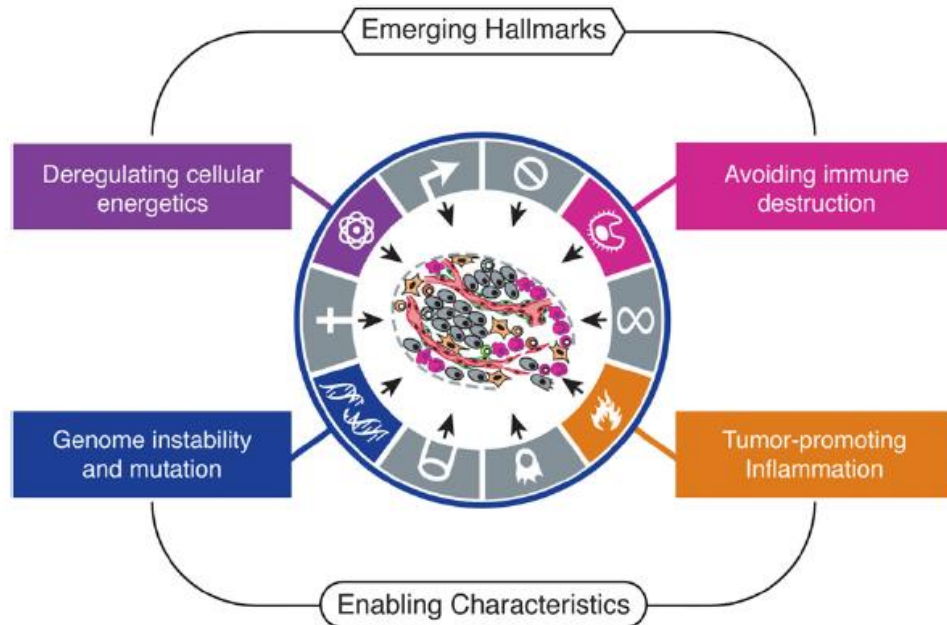 Emerging Hallmarks
Deregulating cellular
energetics
Avoiding immune
destruction
Genome instability
and mutation
Tumor-promoting
Inflammation
Enabling Characteristics